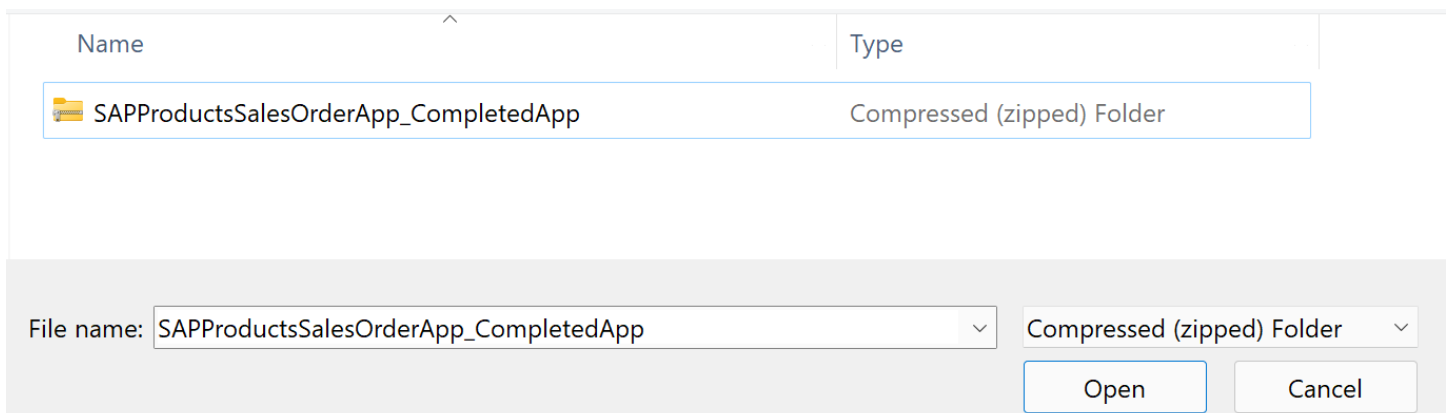 Name Type
SAPProductsSalesOrderApp_CompletedApp Compressed (zipped) Folder
File name: SAPProductsSalesOrderApp_CompletedApp Compressed (zipped) Folder
Open Cancel